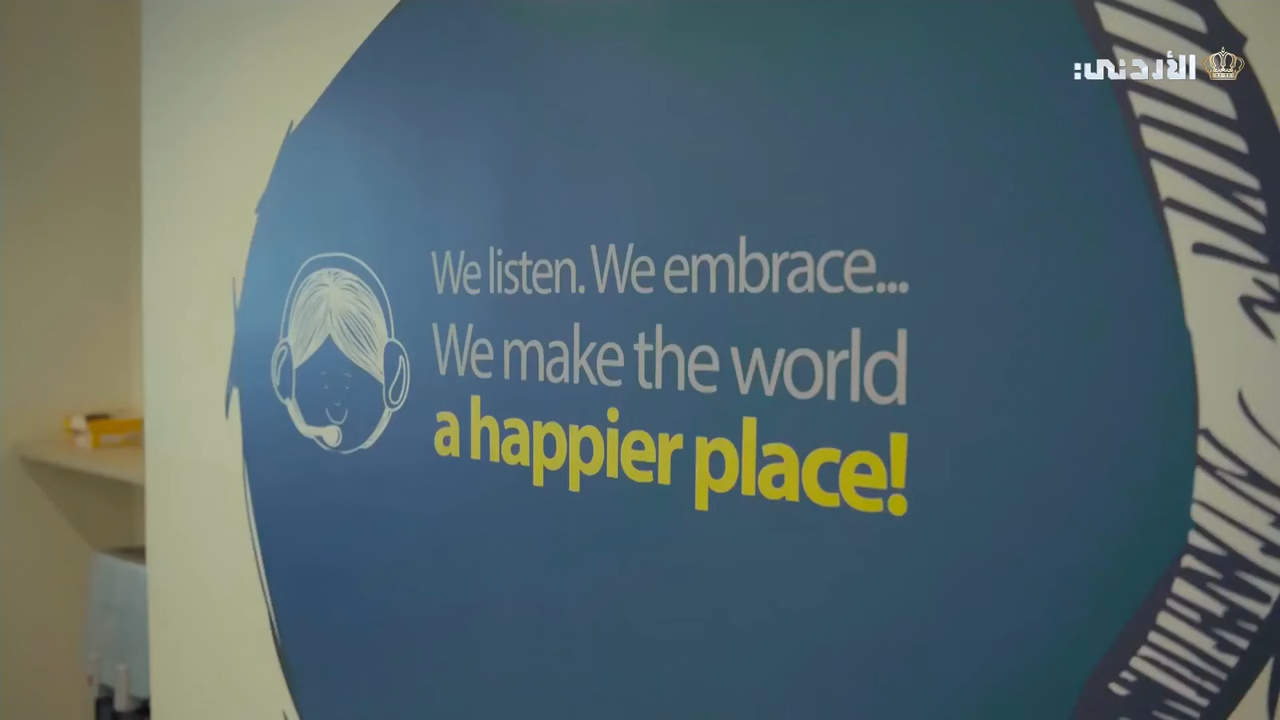 الأردني:
We listen. We embrace...
We make the world
a happier place!